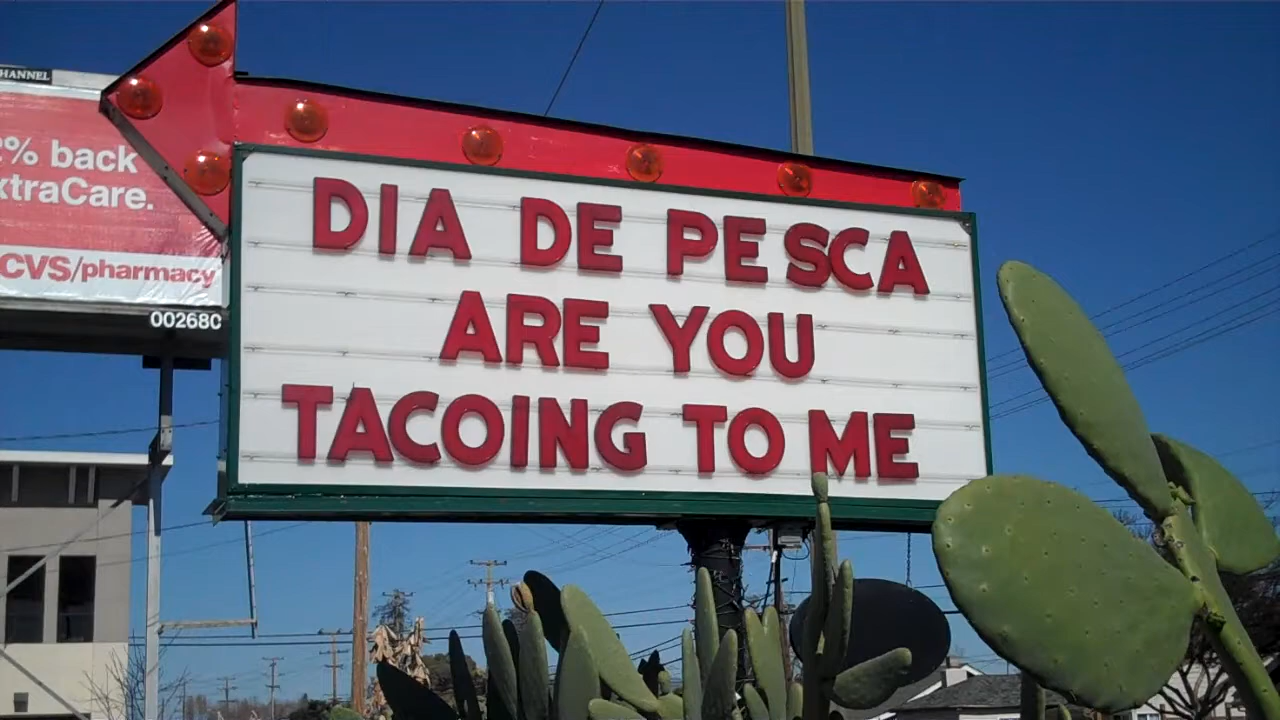 HANNEL
% back
xtraCare.
CVS/pharmacy
002680
DIA DE PESCA
ARE YOU
TACOING TO ME